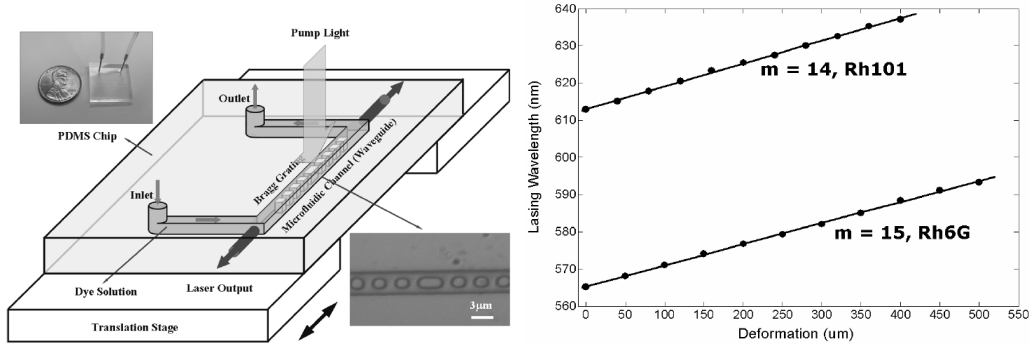 Pump Light
Outlet
PDMS Chip
Bragg Gratin
Microfluidic Channel (Waveguide)
Inlet
Dye Solution
Laser Output
3μm
Translation Stage
640
630
620
610
600
590
580
570
560
Lasing Wavelength (nm)
m = 14, Rh101
m = 15, Rh6G
0 50 100 150 200 250 300 350 400 450 500 550
Deformation (um)